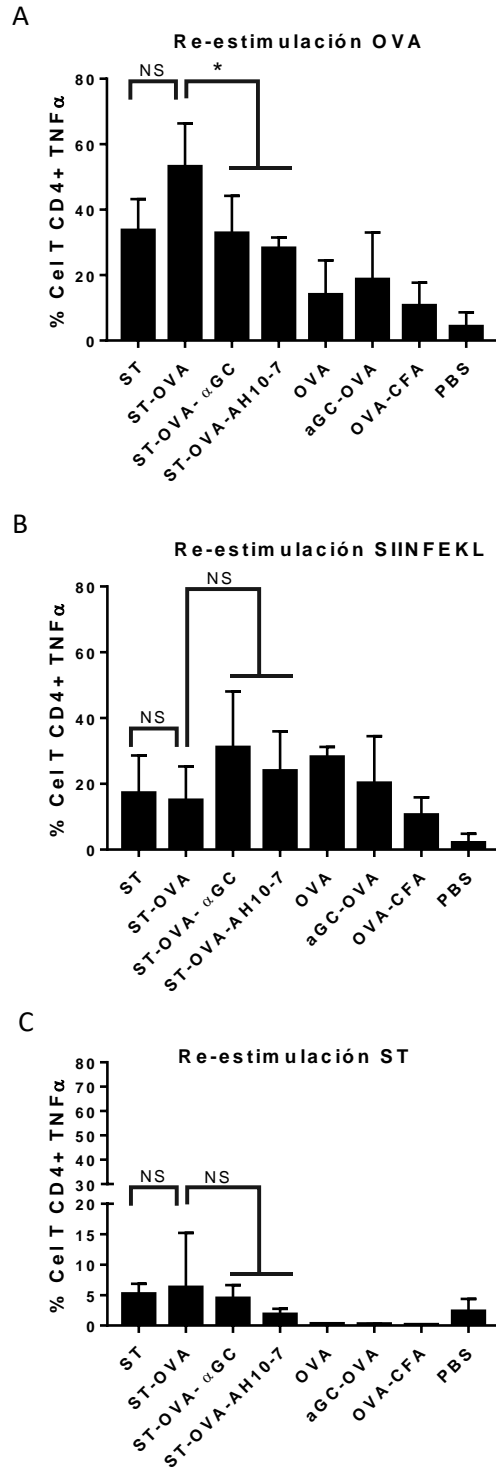 A
Re-estimulación OVA
% Cel T CD4+ TNFα
80
60
40
20
0
NS
*
ST
ST-OVA
ST-OVA-αGC
ST-OVA-AH10-7
OVA
aGC-OVA
OVA-CFA
PBS
B
Re-estimulación SIINFEKL
% Cel T CD4+ TNFα
80
60
40
20
0
NS
NS
ST
ST-OVA
ST-OVA-αGC
ST-OVA-AH10-7
OVA
aGC-OVA
OVA-CFA
PBS
C
Re-estimulación ST
% Cel T CD4+ TNFα
80
70
60
50
40
30
20
15
10
5
0
NS
NS
ST
ST-OVA
ST-OVA-αGC
ST-OVA-AH10-7
OVA
aGC-OVA
OVA-CFA
PBS